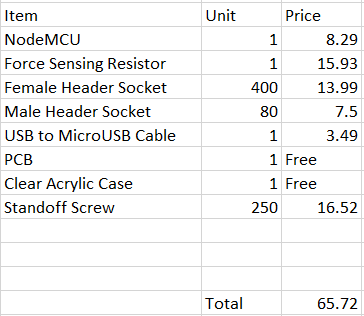 Item Unit Price
NodeMCU 1 8.29
Force Sensing Resistor 1 15.93
Female Header Socket 400 13.99
Male Header Socket 80 7.5
USB to MicroUSB Cable 1 3.49
PCB 1 Free
Clear Acrylic Case 1 Free
Standoff Screw 250 16.52
Total 65.72